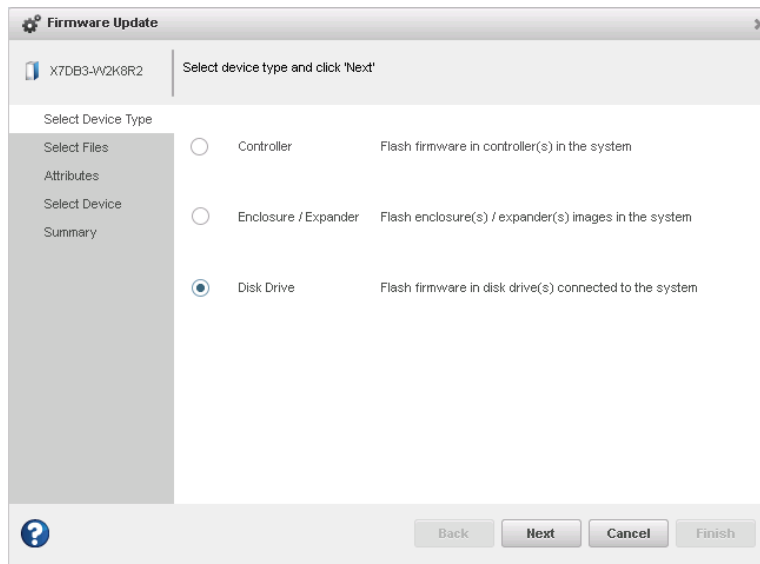 Firmware Update
X7DB3-W2K8R2
Select device type and click 'Next'
Select Device Type
Select Files
Attributes
Select Device
Summary
Controller Flash firmware in controller(s) in the system
Enclosure / Expander Flash enclosure(s) / expander(s) images in the system
Disk Drive Flash firmware in disk drive(s) connected to the system
? Back Next Cancel Finish